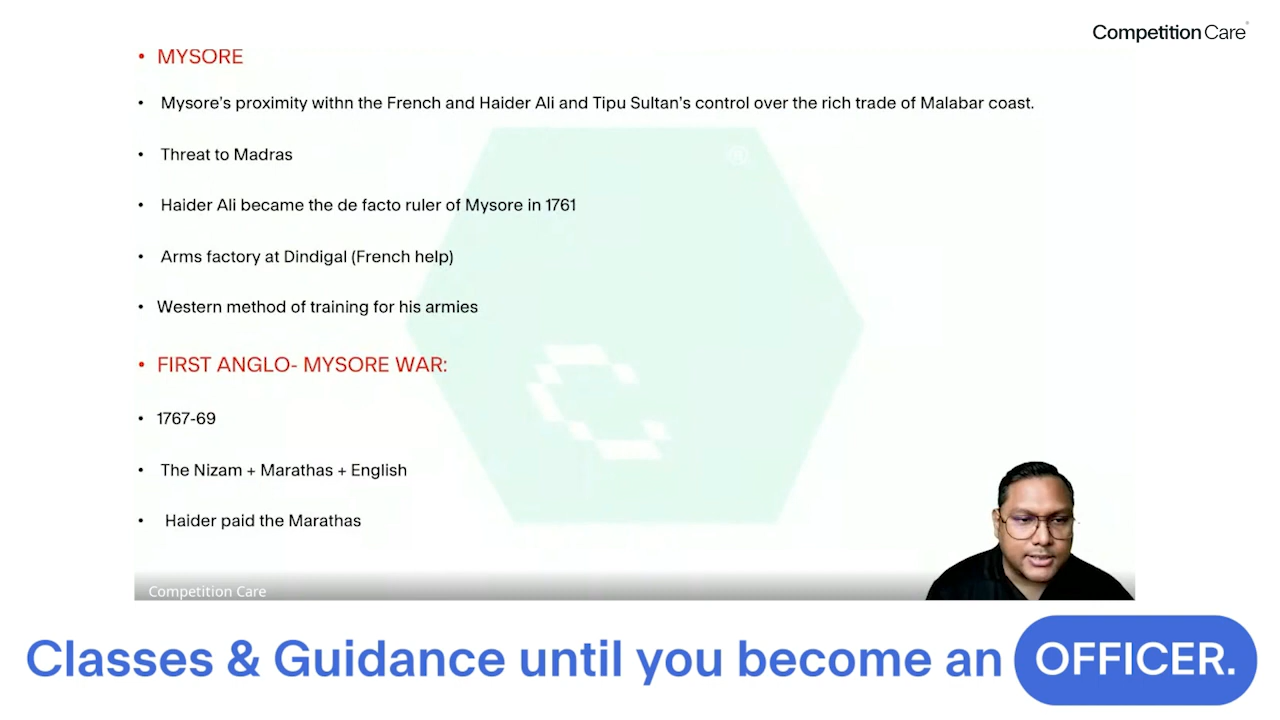 Competition Care
• MYSORE
• Mysore's proximity withn the French and Haider Ali and Tipu Sultan's control over the rich trade of Malabar coast.
• Threat to Madras
• Haider Ali became the de facto ruler of Mysore in 1761
• Arms factory at Dindigal (French help)
• Western method of training for his armies
• FIRST ANGLO- MYSORE WAR:
• 1767-69
• The Nizam + Marathas + English
• Haider paid the Marathas
Competition Care
Classes & Guidance until you become an OFFICER.